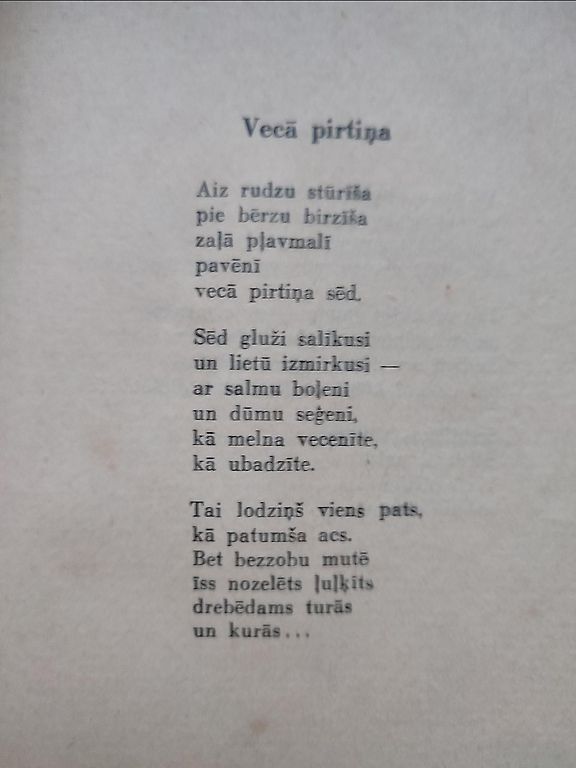 Vecā pirtiņa
Aiz rudzu stūrīša
pie bērzu birzīša
zaļā pļavmalī
pavēnī
vecā pirtiņa sēd.
Sēd gluži salīkusi
un lietū izmirkusi —
ar salmu boļeni
un dūmu seģeni,
kā melna vecenīte,
kā ubadzīte.
Tai lodziņš viens pats,
kā patumša acs.
Bet bezzobu mutē
īss nozelēts ļuļķīts
drebēdams turās
un kurās...